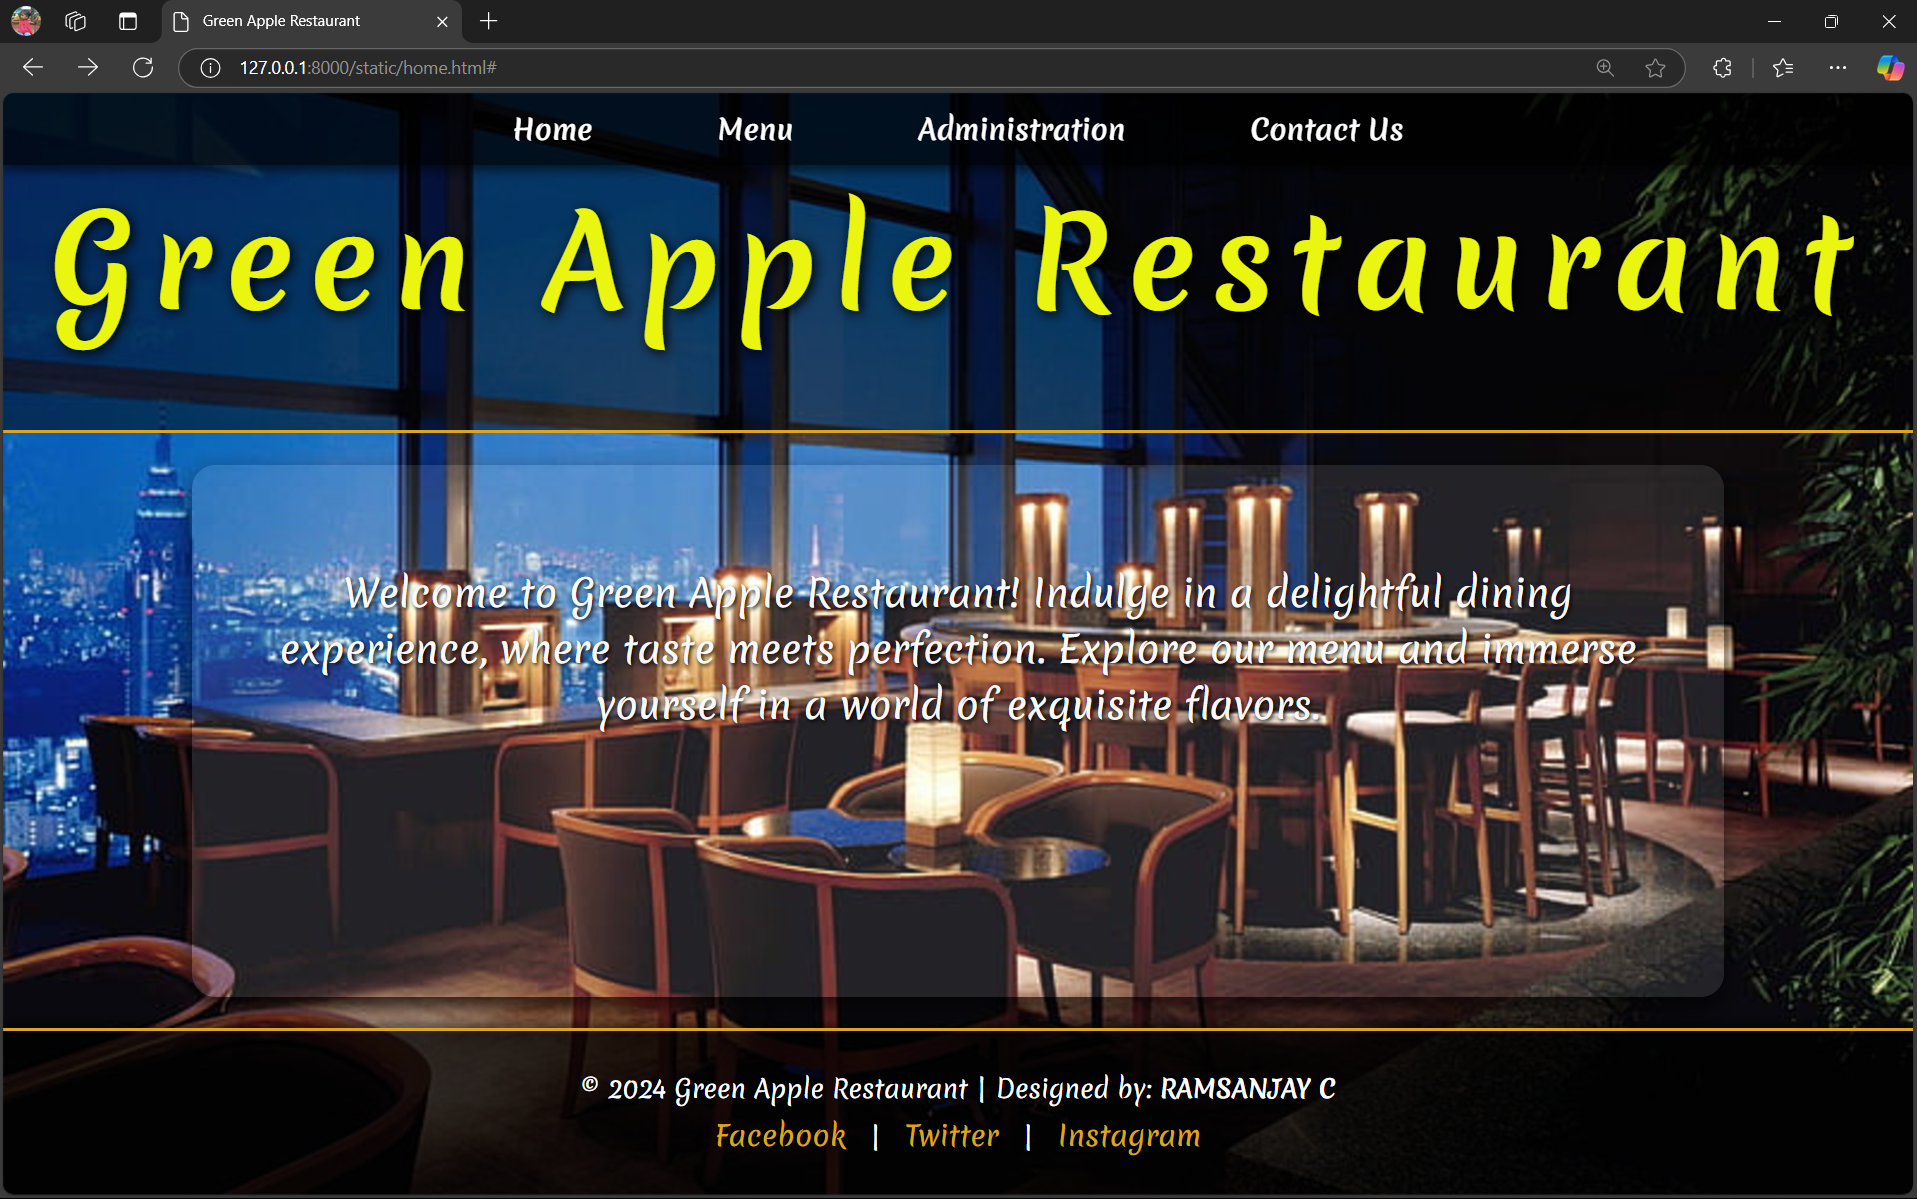 Green Apple Restaurant
127.0.0.1:8000/static/home.html#
Home Menu Administration Contact Us
Green Apple Restaurant
Welcome to Green Apple Restaurant! Indulge in a delightful dining
experience, where taste meets perfection. Explore our menu and immerse
yourself in a world of exquisite flavors.
© 2024 Green Apple Restaurant | Designed by: RAMSANJAY C
Facebook | Twitter | Instagram